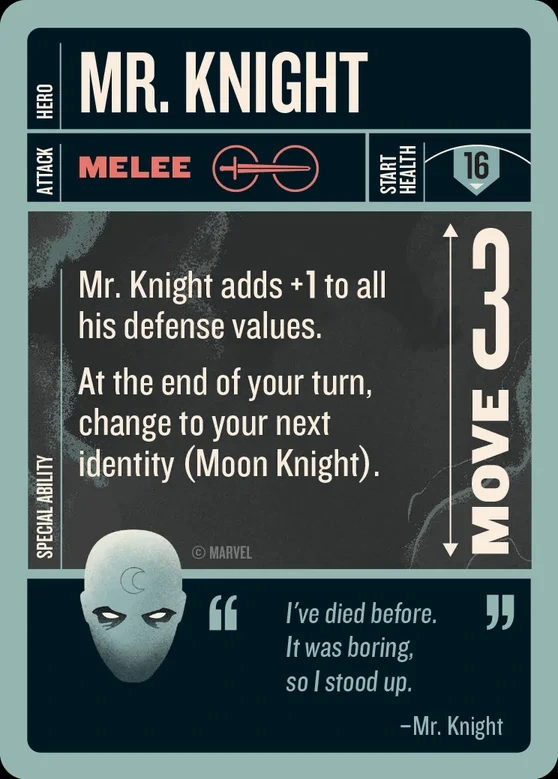 HERO
MR. KNIGHT
ATTACK
MELEE
START
HEALTH
16
SPECIAL ABILITY
Mr. Knight adds +1 to all
his defense values.
At the end of your turn,
change to your next
identity (Moon Knight).
MOVE 3
© MARVEL
“ I’ve died before. ”
It was boring,
so I stood up.
–Mr. Knight